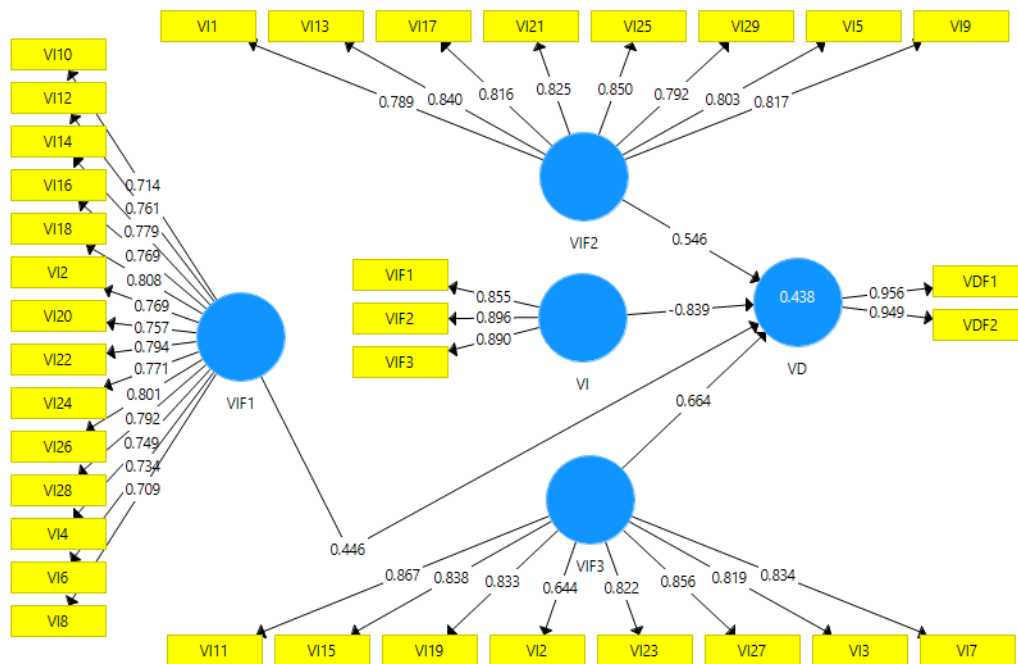 VI1
VI13
VI17
VI21
VI25
VI29
VI5
VI9
0.789
0.840
0.816
0.825
0.850
0.792
0.803
0.817
VIF2
0.546
VI10
VI12
VI14
VI16
VI18
VI2
VI20
VI22
VI24
VI26
VI28
VI4
VI6
VI8
0.714
0.761
0.779
0.769
0.808
0.769
0.757
0.794
0.771
0.801
0.792
0.749
0.734
0.709
VIF1
0.446
VIF1
VIF2
VIF3
0.855
0.896
0.890
VI
-0.839
0.438
VD
0.956
0.949
VDF1
VDF2
0.664
VIF3
0.867
0.838
0.833
0.644
0.822
0.856
0.819
0.834
VI11
VI15
VI19
VI2
VI23
VI27
VI3
VI7